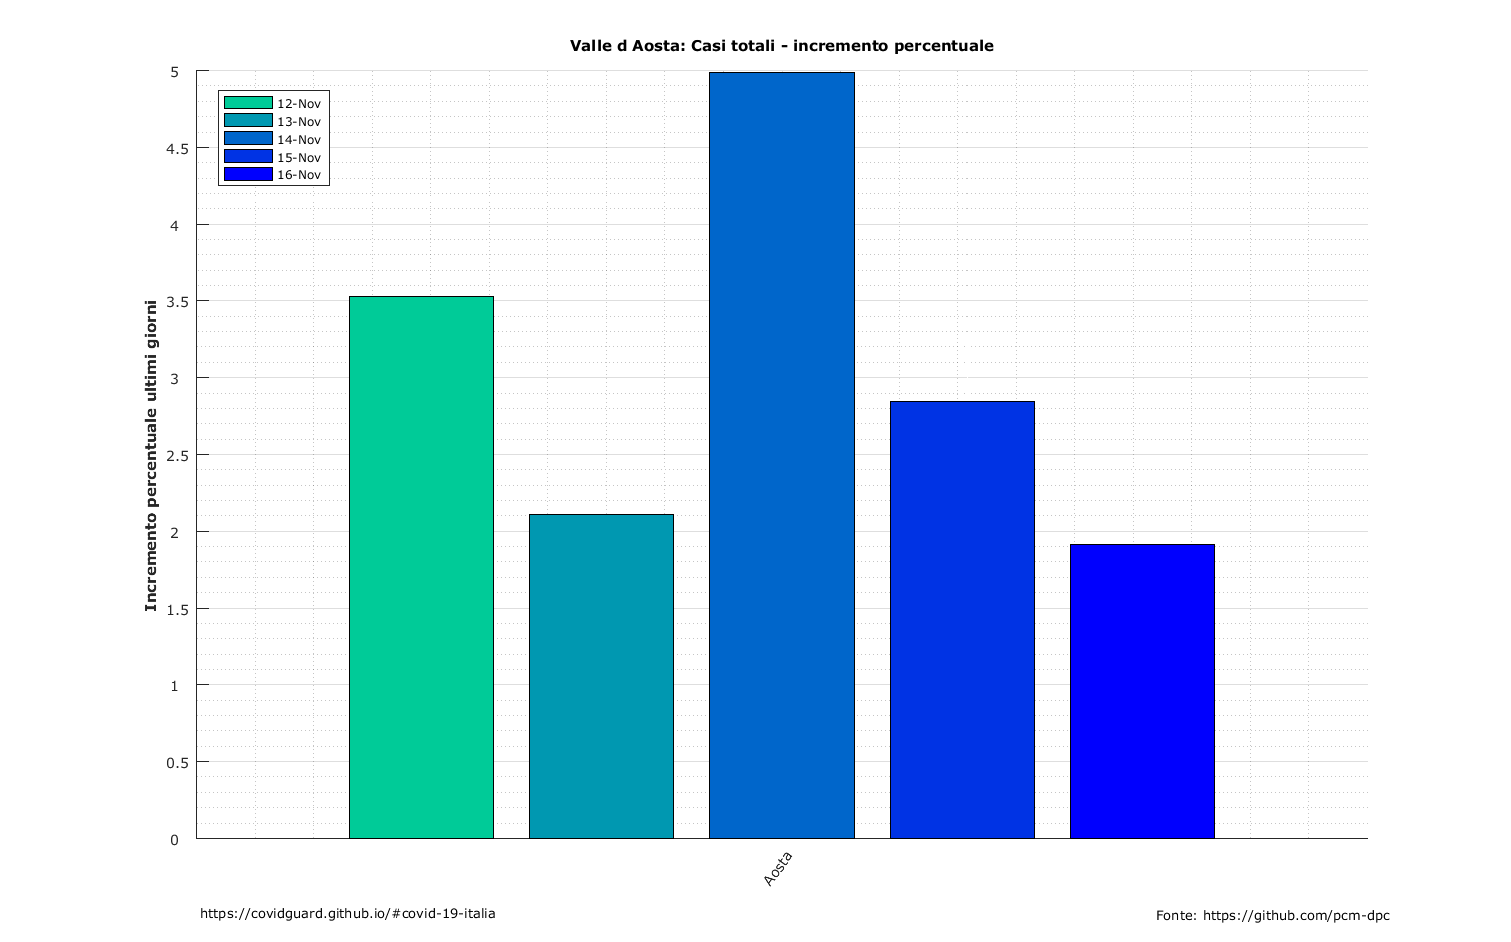 Valle d Aosta: Casi totali - incremento percentuale
12-Nov
13-Nov
14-Nov
15-Nov
16-Nov
Incremento percentuale ultimi giorni
5
4.5
4
3.5
3
2.5
2
1.5
1
0.5
0
Aosta
https://covidguard.github.io/#covid-19-italia
Fonte: https://github.com/pcm-dpc